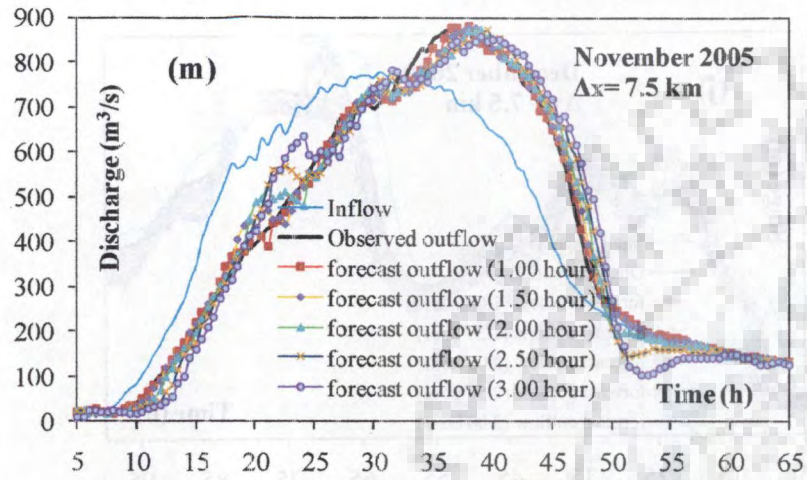 900
800
700
600
500
400
300
200
100
0
Discharge (m³/s)
(m)
November 2005
Δx= 7.5 km
Inflow
Observed outflow
forecast outflow (1.00 hour)
forecast outflow (1.50 hour)
forecast outflow (2.00 hour)
forecast outflow (2.50 hour)
forecast outflow (3.00 hour)
Time (h)
5 10 15 20 25 30 35 40 45 50 55 60 65